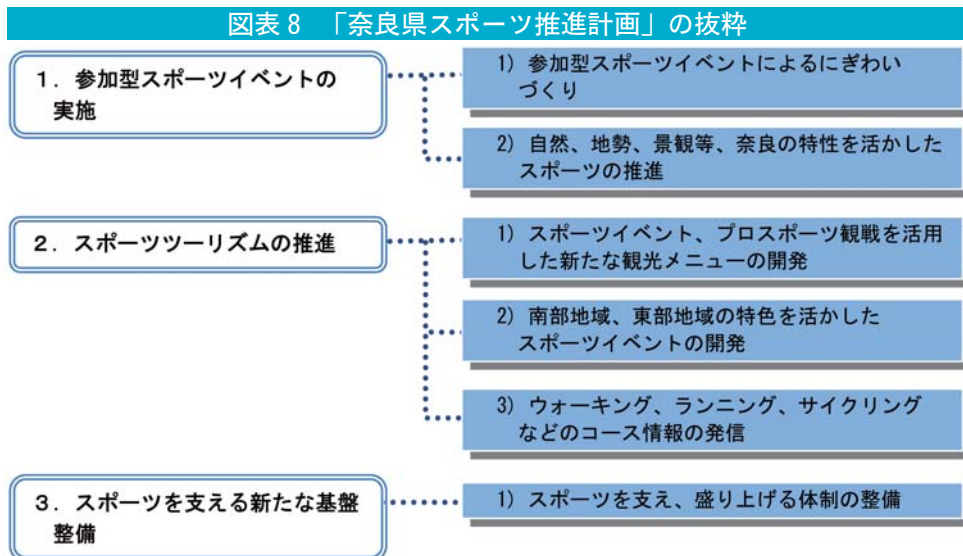 図表8 「奈良県スポーツ推進計画」の抜粋
1．参加型スポーツイベントの
実施
1) 参加型スポーツイベントによるにぎわい
づくり
2) 自然、地勢、景観等、奈良の特性を活かした
スポーツの推進
2．スポーツツーリズムの推進
1) スポーツイベント、プロスポーツ観戦を活用
した新たな観光メニューの開発
2) 南部地域、東部地域の特色を活かした
スポーツイベントの開発
3) ウォーキング、ランニング、サイクリング
などのコース情報の発信
3．スポーツを支える新たな基盤
整備
1) スポーツを支え、盛り上げる体制の整備